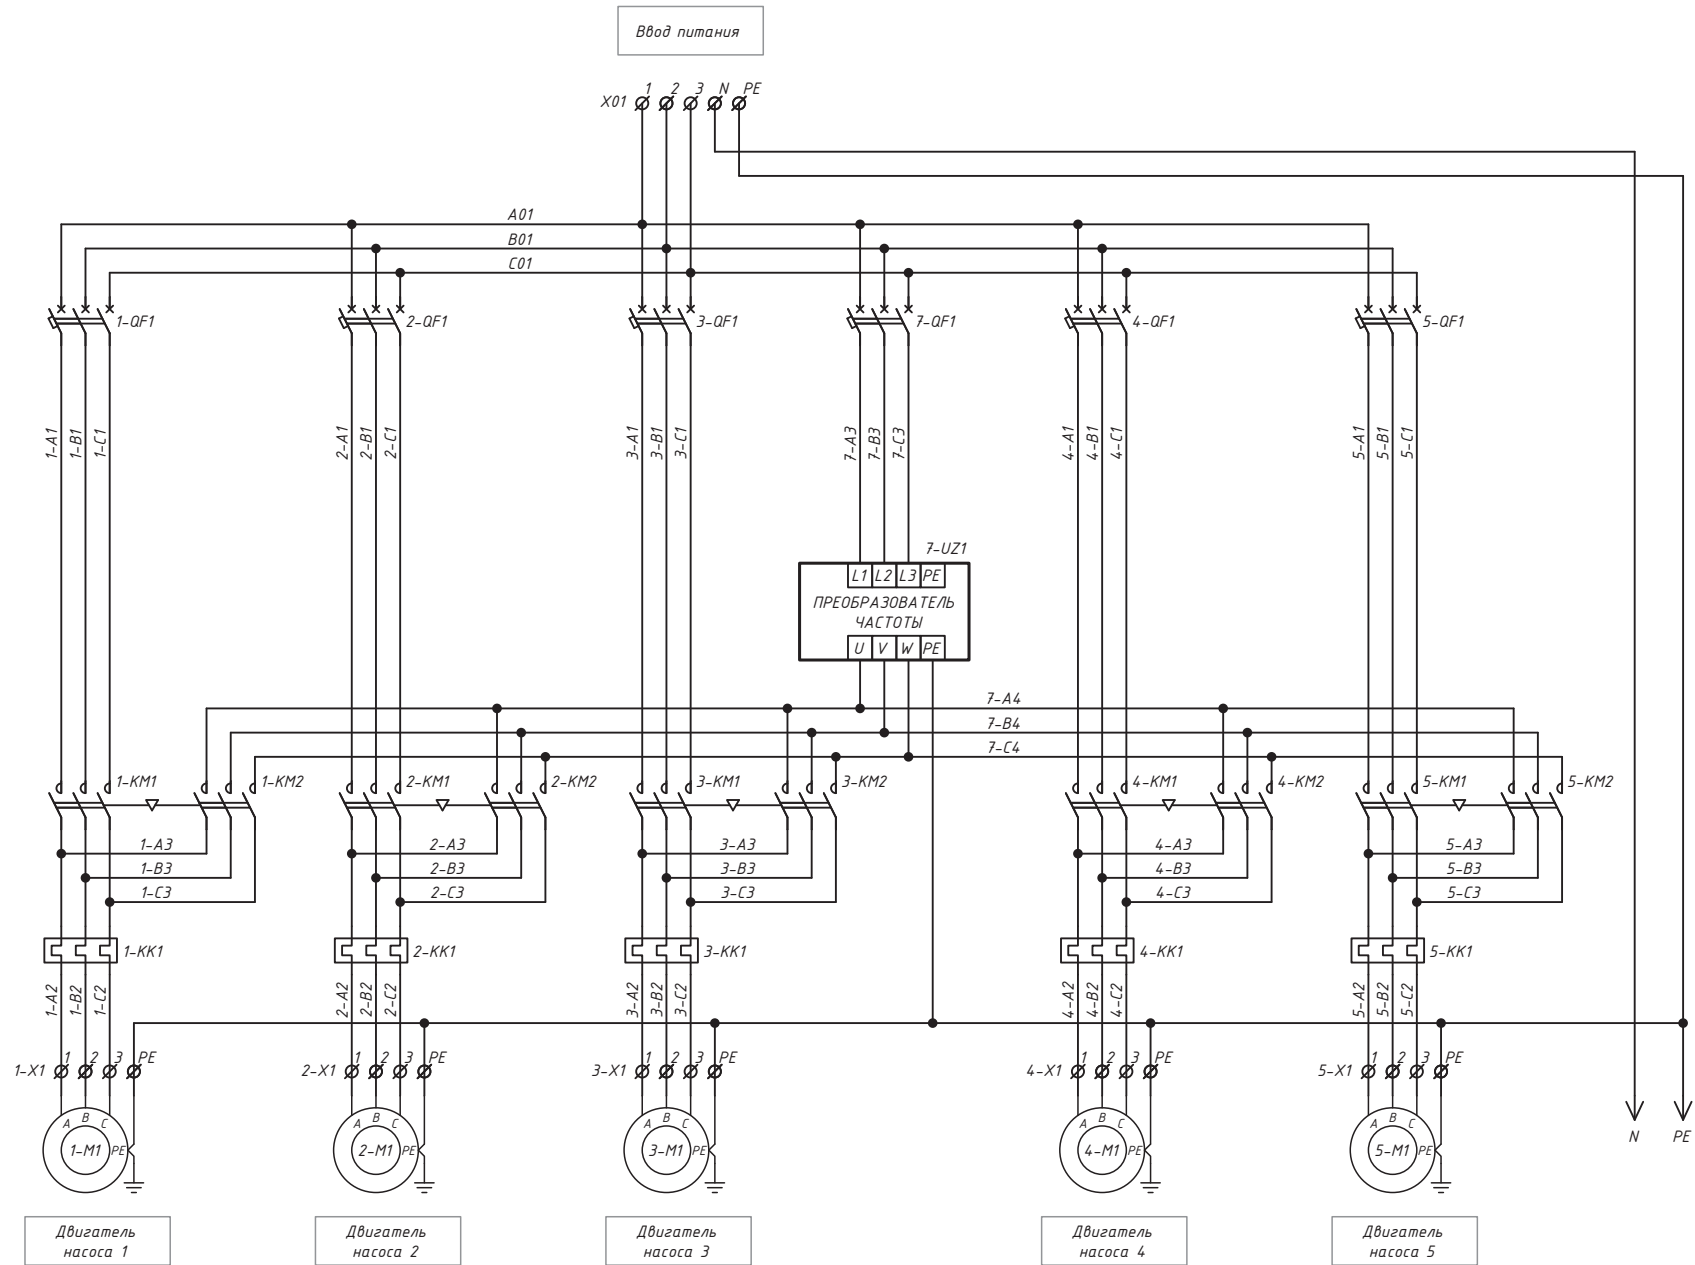 Ввод питания
X01 1 2 3 N PE
A01
B01
C01
1-QF1 2-QF1 3-QF1 7-QF1 4-QF1 5-QF1
1-A1 1-B1 1-C1 2-A1 2-B1 2-C1 3-A1 3-B1 3-C1 7-A3 7-B3 7-C3 4-A1 4-B1 4-C1 5-A1 5-B1 5-C1
7-UZ1
L1 L2 L3 PE
ПРЕОБРАЗОВАТЕЛЬ
ЧАСТОТЫ
U V W PE
7-A4
7-B4
7-C4
1-KM1 1-KM2 2-KM1 2-KM2 3-KM1 3-KM2 4-KM1 4-KM2 5-KM1 5-KM2
1-A3 2-A3 3-A3 4-A3 5-A3
1-B3 2-B3 3-B3 4-B3 5-B3
1-C3 2-C3 3-C3 4-C3 5-C3
1-KK1 2-KK1 3-KK1 4-KK1 5-KK1
1-A2 1-B2 1-C2 2-A2 2-B2 2-C2 3-A2 3-B2 3-C2 4-A2 4-B2 4-C2 5-A2 5-B2 5-C2
1-X1 1 2 3 PE 2-X1 1 2 3 PE 3-X1 1 2 3 PE 4-X1 1 2 3 PE 5-X1 1 2 3 PE
A B C A B C A B C A B C A B C
1-M1 PE 2-M1 PE 3-M1 PE 4-M1 PE 5-M1 PE
N PE
Двигатель
насоса 1
Двигатель
насоса 2
Двигатель
насоса 3
Двигатель
насоса 4
Двигатель
насоса 5